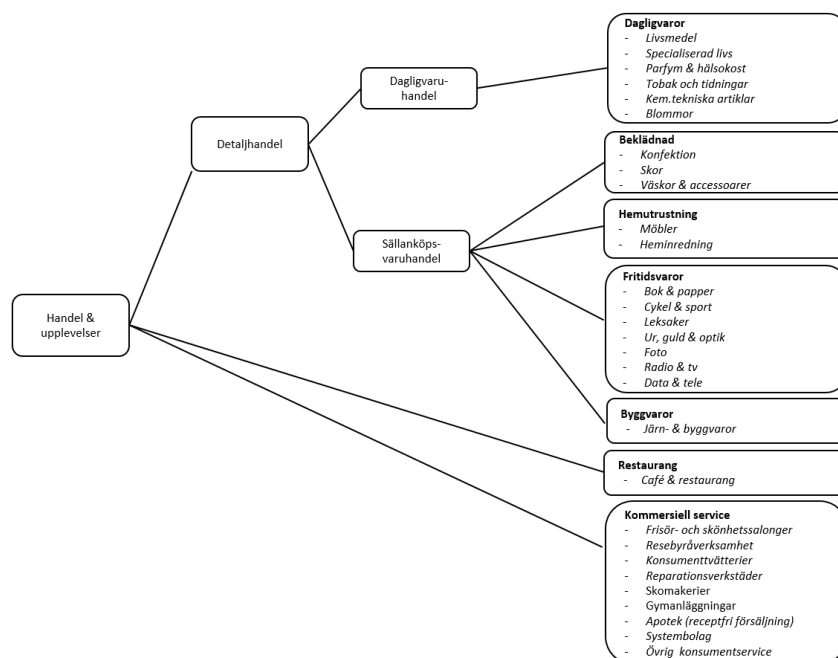 Handel &
upplevelser
Detaljhandel
Dagligvaru-
handel
Sällanköps-
varuhandel
Dagligvaror
- Livsmedel
- Specialiserad livs
- Parfym & hälsokost
- Tobak och tidningar
- Kem.tekniska artiklar
- Blommor
Beklädnad
- Konfektion
- Skor
- Väskor & accessoarer
Hemutrustning
- Möbler
- Heminredning
Fritidsvaror
- Bok & papper
- Cykel & sport
- Leksaker
- Ur, guld & optik
- Foto
- Radio & tv
- Data & tele
Byggvaror
- Järn- & byggvaror
Restaurang
- Café & restaurang
Kommersiell service
- Frisör- och skönhetssalonger
- Resebyråverksamhet
- Konsumenttvätterier
- Reparationsverkstäder
- Skomakerier
- Gymanläggningar
- Apotek (receptfri försäljning)
- Systembolag
- Övrig konsumentservice